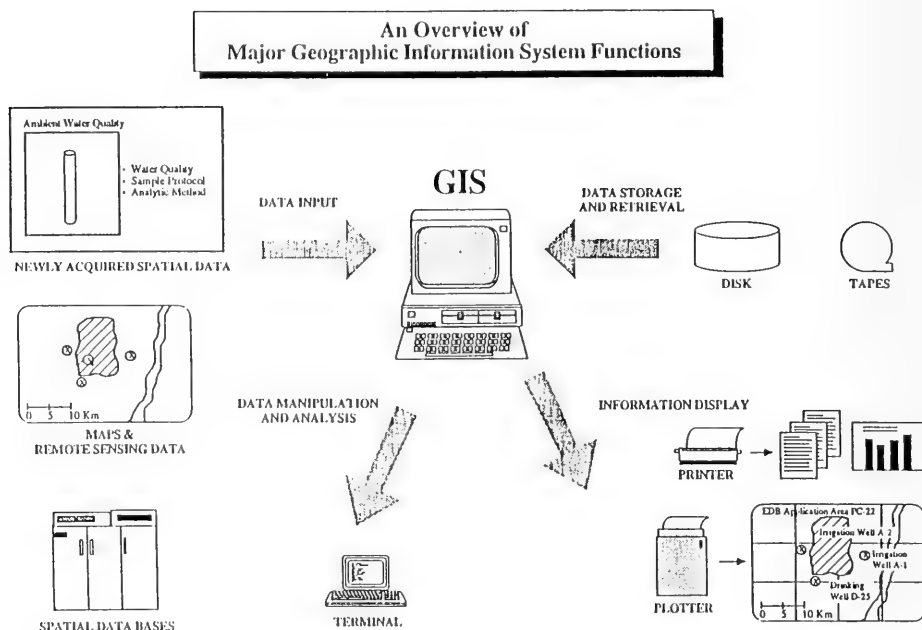 An Overview of
Major Geographic Information System Functions
Ambient Water Quality
• Water Quality
• Sample Protocol
• Analytic Method
NEWLY ACQUIRED SPATIAL DATA
DATA INPUT
GIS
DATA STORAGE
AND RETRIEVAL
DISK
TAPES
0 5 10 Km
MAPS &
REMOTE SENSING DATA
DATA MANIPULATION
AND ANALYSIS
INFORMATION DISPLAY
PRINTER
SPATIAL DATA BASES
TERMINAL
PLOTTER
EDB Application Area PC-22
Irrigation Well A-2
Irrigation
Well A-1
Drinking
Well D-25
0 5 10 Km